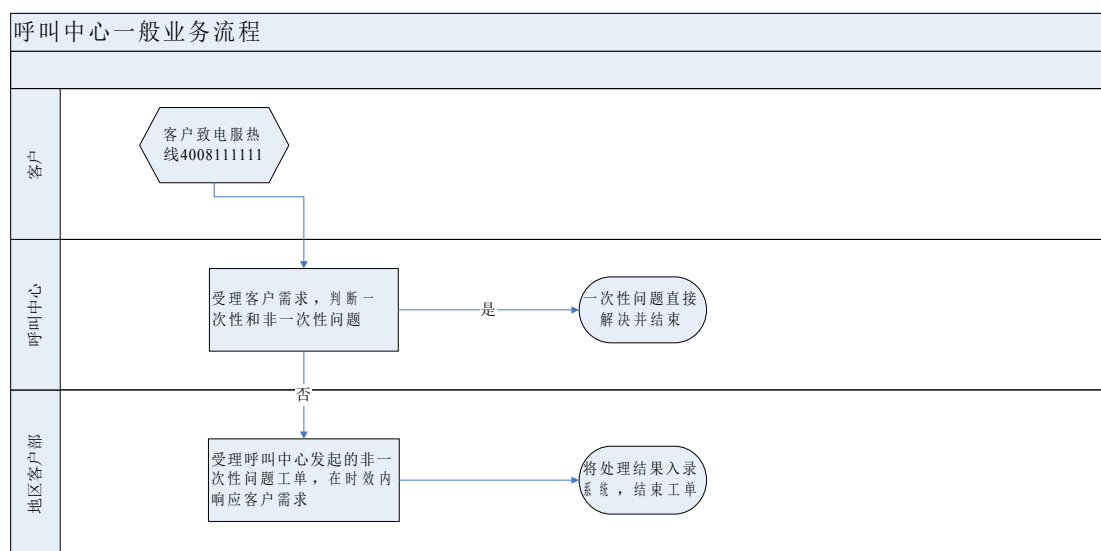 呼叫中心一般业务流程
客户
客户致电服热
线4008111111
呼叫中心
受理客户需求，判断一
次性和非一次性问题
是
一次性问题直接
解决并结束
否
地区客户部
受理呼叫中心发起的非一
次性问题工单，在时效内
响应客户需求
将处理结果入录
系统，结束工单